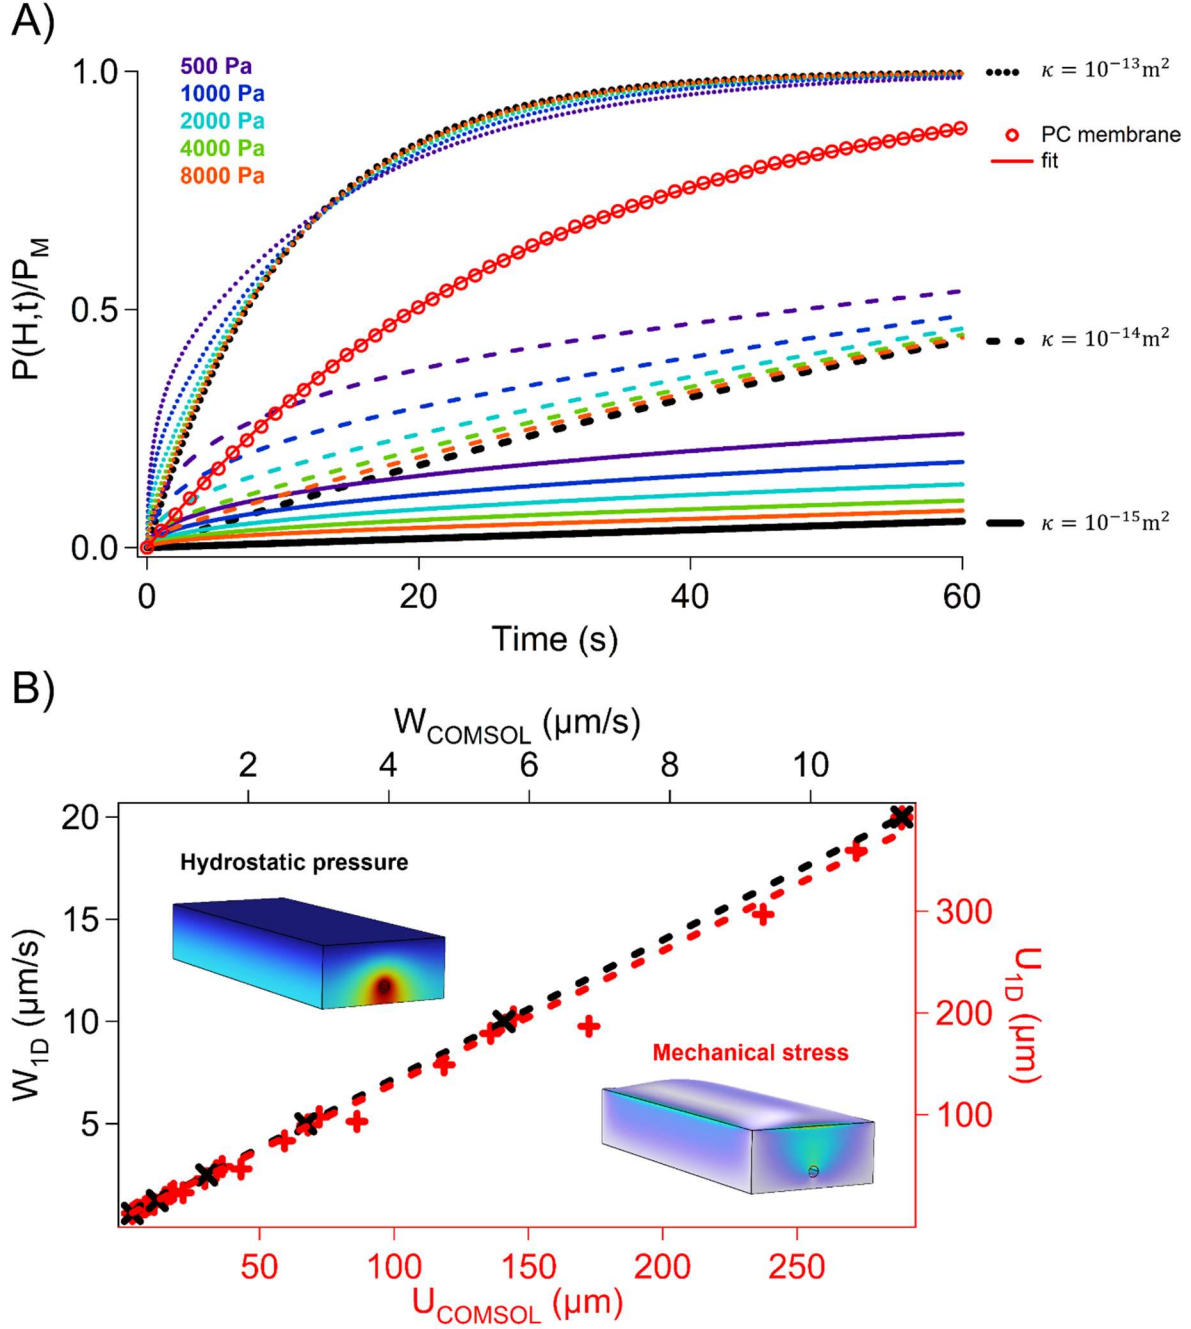 A)
500 Pa
1000 Pa
2000 Pa
4000 Pa
8000 Pa
κ = 10⁻¹³m²
PC membrane
fit
κ = 10⁻¹⁴m²
κ = 10⁻¹⁵m²
P(H,t)/P_M
1.0
0.5
0.0
0 20 40 60
Time (s)
B)
W_COMSOL (µm/s)
2 4 6 8 10
W_1D (µm/s)
20
15
10
5
Hydrostatic pressure
Mechanical stress
300
200
100
U_1D (µm)
50 100 150 200 250
U_COMSOL (µm)